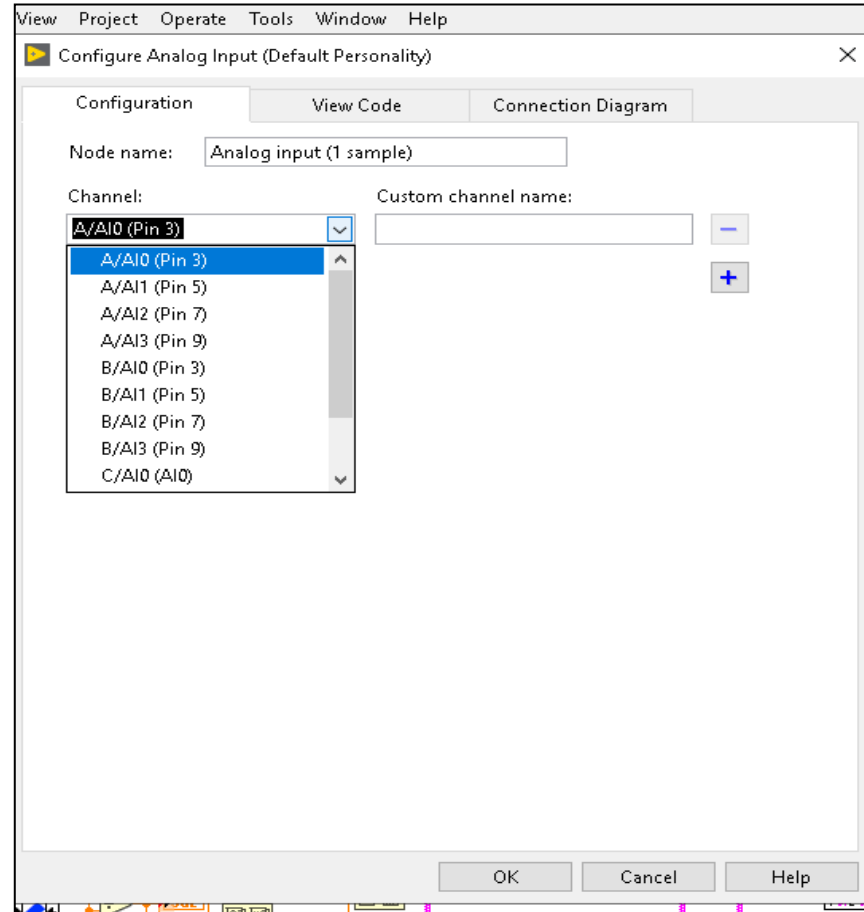 View Project Operate Tools Window Help
Configure Analog Input (Default Personality)
Configuration View Code Connection Diagram
Node name: Analog input (1 sample)
Channel: Custom channel name:
A/AI0 (Pin 3)
A/AI0 (Pin 3)
A/AI1 (Pin 5)
A/AI2 (Pin 7)
A/AI3 (Pin 9)
B/AI0 (Pin 3)
B/AI1 (Pin 5)
B/AI2 (Pin 7)
B/AI3 (Pin 9)
C/AI0 (AI0)
OK Cancel Help